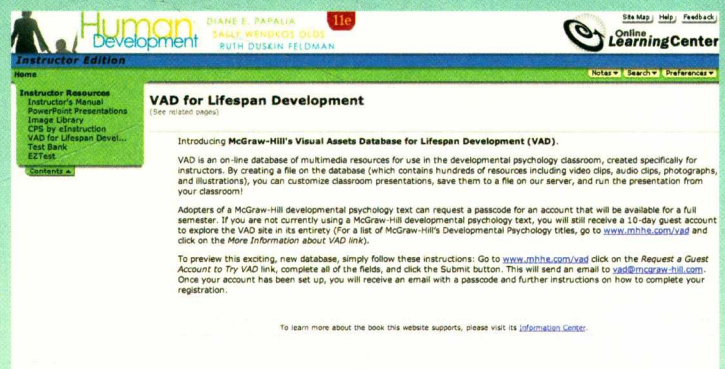 Human
Development
DIANE E. PAPALIA
SALLY WENDKOS OLDS
RUTH DUSKIN FELDMAN
11e
Site Map Help Feedback
Online
LearningCenter
Instructor Edition
Home
Notes Search Preferences
Instructor Resources
Instructor's Manual
PowerPoint Presentations
Image Library
CPS by eInstruction
VAD for Lifespan Devel...
Test Bank
EZTest
Contents
VAD for Lifespan Development
(See related pages)
Introducing McGraw-Hill's Visual Assets Database for Lifespan Development (VAD).
VAD is an on-line database of multimedia resources for use in the developmental psychology classroom, created specifically for
instructors. By creating a file on the database (which contains hundreds of resources including video clips, audio clips, photographs,
and illustrations), you can customize classroom presentations, save them to a file on our server, and run the presentation from
your classroom!
Adopters of a McGraw-Hill developmental psychology text can request a passcode for an account that will be available for a full
semester. If you are not currently using a McGraw-Hill developmental psychology text, you will still receive a 10-day guest account
to explore the VAD site in its entirety (For a list of McGraw-Hill's Developmental Psychology titles, go to www.mhhe.com/vad and
click on the More Information about VAD link).
To preview this exciting, new database, simply follow these instructions: Go to www.mhhe.com/vad click on the Request a Guest
Account to Try VAD link, complete all of the fields, and click the Submit button. This will send an email to vad@mcgraw-hill.com.
Once your account has been set up, you will receive an email with a passcode and further instructions on how to complete your
registration.
To learn more about the book this website supports, please visit its Information Center.